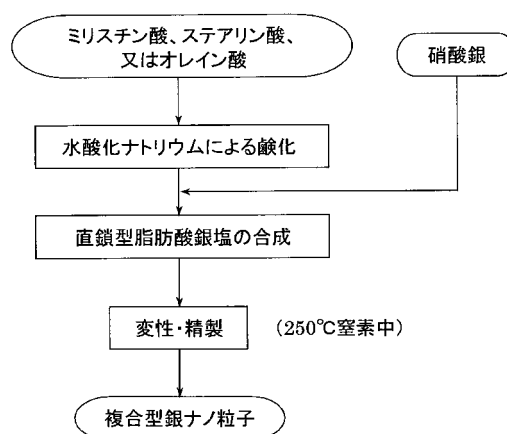 ミリスチン酸、ステアリン酸、
又はオレイン酸
硝酸銀
水酸化ナトリウムによる鹸化
直鎖型脂肪酸銀塩の合成
変性・精製
(250℃窒素中)
複合型銀ナノ粒子